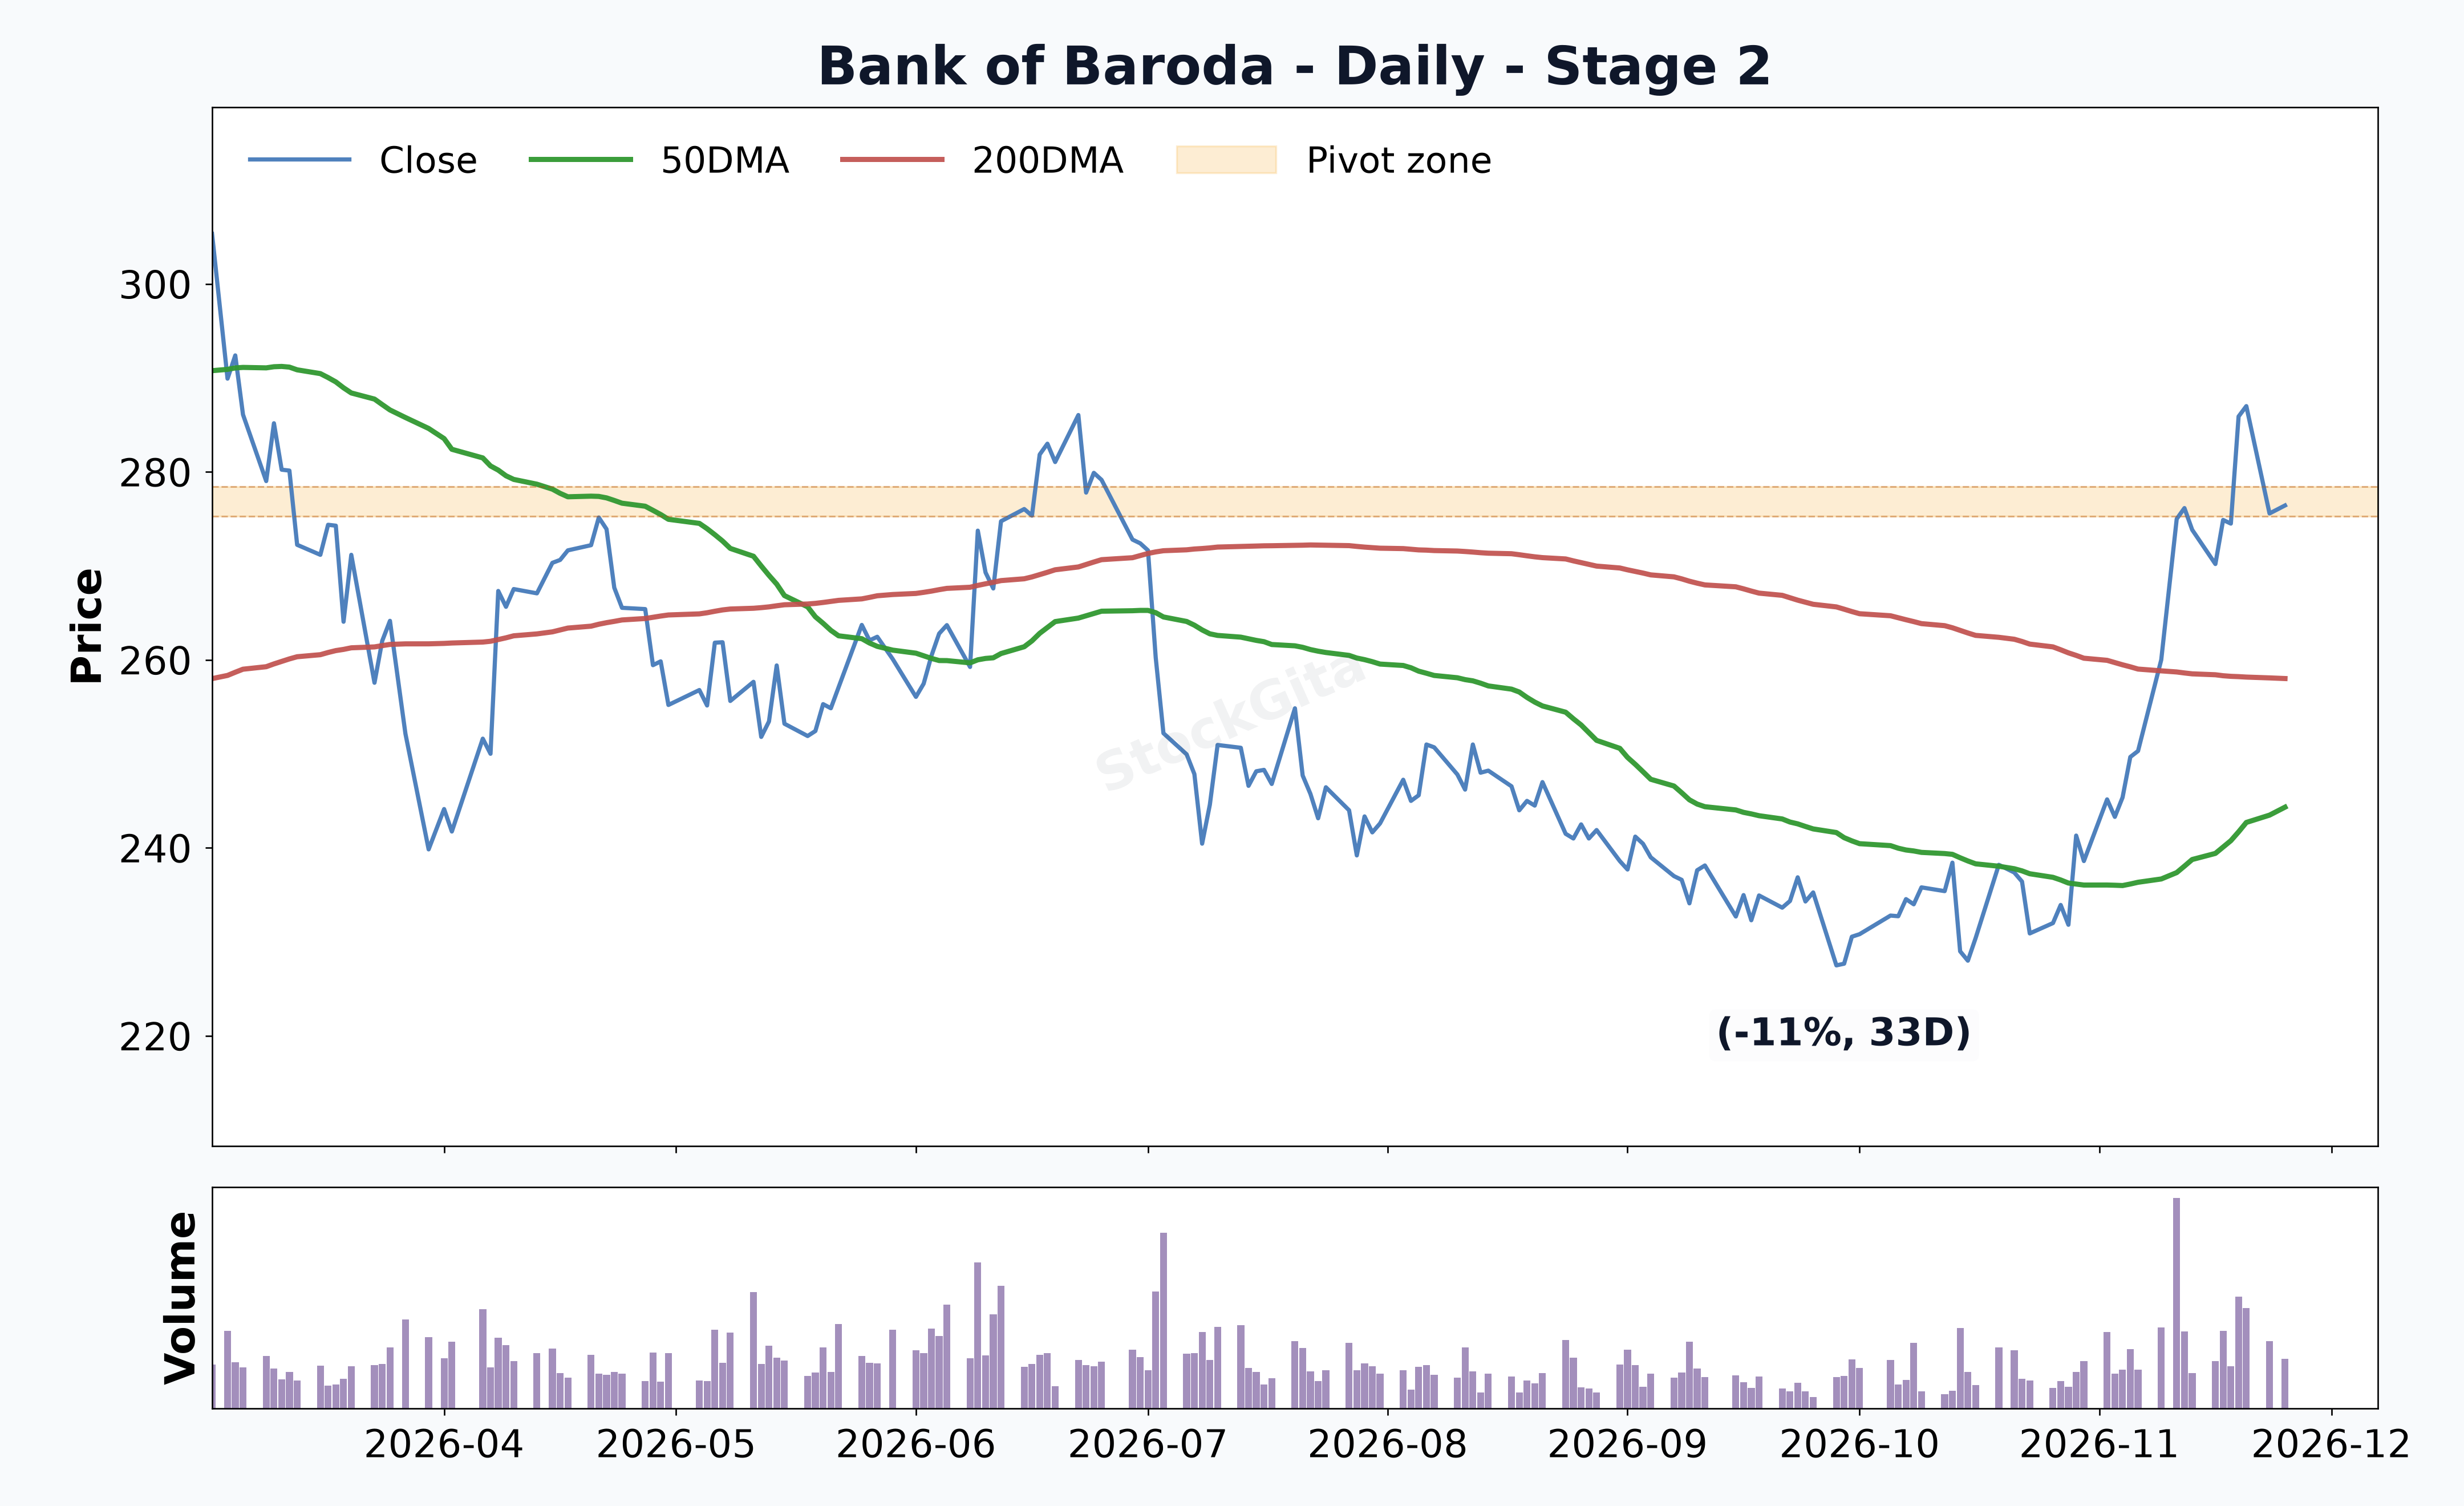 Bank of Baroda - Daily - Stage 2
Close 50DMA 200DMA Pivot zone
Price
300
280
260
240
220
StockGita
(-11%, 33D)
Volume
2026-04 2026-05 2026-06 2026-07 2026-08 2026-09 2026-10 2026-11 2026-12